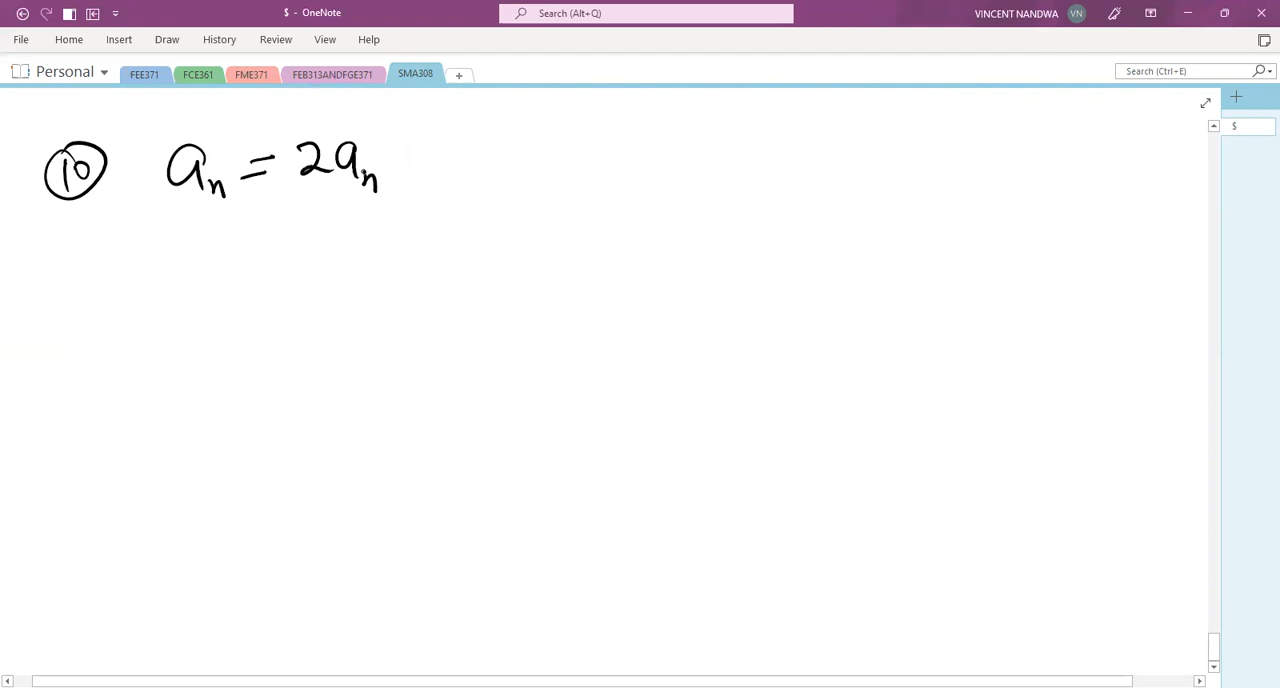 $ - OneNote
Search (Alt+Q)
VINCENT NANDWA
VN
File Home Insert Draw History Review View Help
Personal
FEE371
FCE361
FME371
FEB313ANDFGE371
SMA308
Search (Ctrl+E)
$
⑩ aₙ = 2aₙ